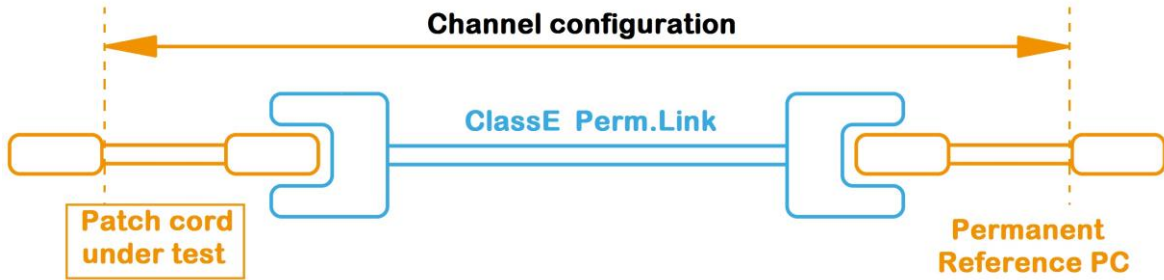 Channel configuration
ClassE Perm.Link
Patch cord
under test
Permanent
Reference PC